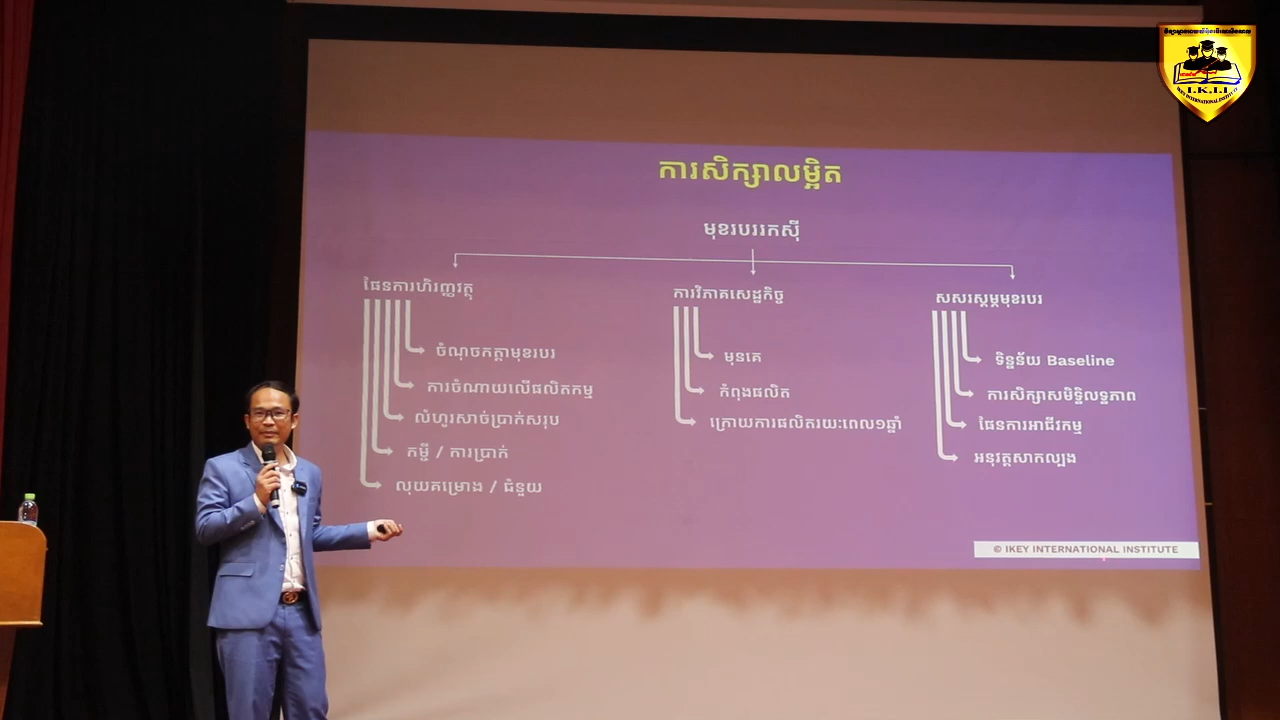 ការសិក្សាលម្អិត
មុខរបររកស៊ី
ផែនការហិរញ្ញវត្ថុ
ចំណុចកត្តាមុខរបរ
ការចំណាយលើផលិតកម្ម
លំហូរសាច់ប្រាក់សរុប
កម្ចី / ការប្រាក់
លុយគម្រោង / ជំនួយ
ការវិភាគសេដ្ឋកិច្ច
មុនគេ
កំពុងផលិត
ក្រោយការផលិតរយៈពេល១ឆ្នាំ
សសរស្តម្ភមុខរបរ
ទិន្នន័យ Baseline
ការសិក្សាសមិទ្ធិលទ្ធភាព
ផែនការអាជីវកម្ម
អនុវត្តសាកល្បង
© IKEY INTERNATIONAL INSTITUTE
I.K.I.I
IKEY INTERNATIONAL INSTITUTE